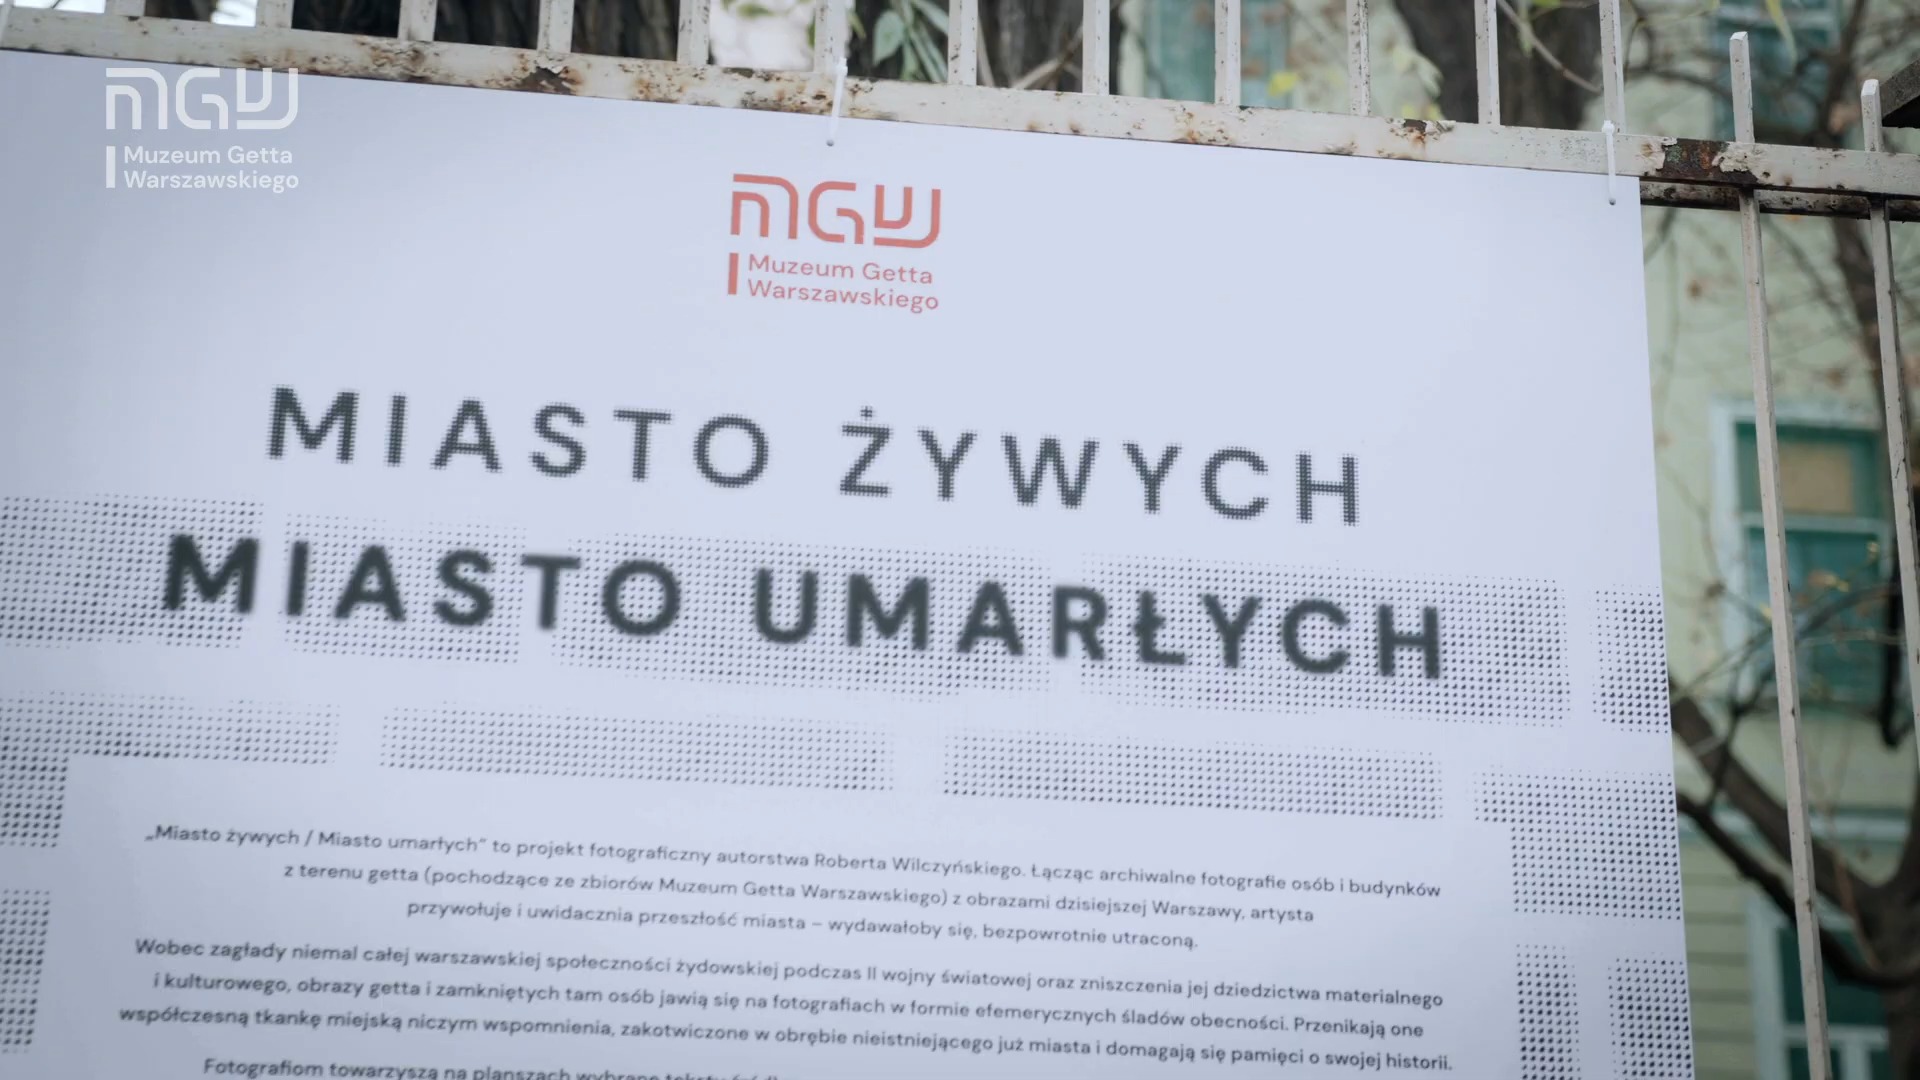 MGW
Muzeum Getta
Warszawskiego
MGW
Muzeum Getta
Warszawskiego
MIASTO ŻYWYCH
MIASTO UMARŁYCH
„Miasto żywych / Miasto umarłych” to projekt fotograficzny autorstwa Roberta Wilczyńskiego. Łącząc archiwalne fotografie osób i budynków
z terenu getta (pochodzące ze zbiorów Muzeum Getta Warszawskiego) z obrazami dzisiejszej Warszawy, artysta
przywołuje i uwidacznia przeszłość miasta – wydawałoby się, bezpowrotnie utraconą.
Wobec zagłady niemal całej warszawskiej społeczności żydowskiej podczas II wojny światowej oraz zniszczenia jej dziedzictwa materialnego
i kulturowego, obrazy getta i zamkniętych tam osób jawią się na fotografiach w formie efemerycznych śladów obecności. Przenikają one
współczesną tkankę miejską niczym wspomnienia, zakotwiczone w obrębie nieistniejącego już miasta i domagają się pamięci o swojej historii.
Fotografiom towarzyszą na planszach wybrane teksty